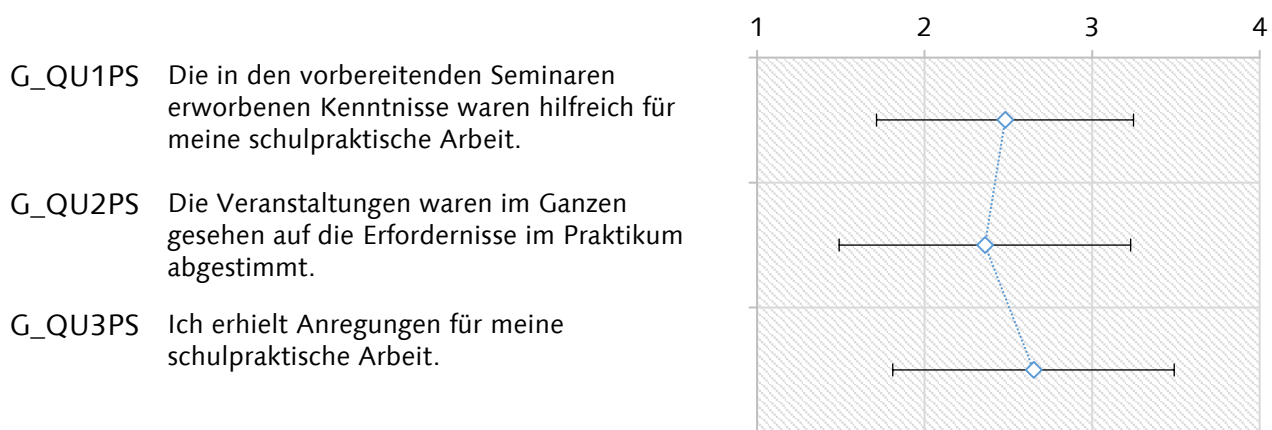 1 2 3 4
G_QU1PS Die in den vorbereitenden Seminaren
erworbenen Kenntnisse waren hilfreich für
meine schulpraktische Arbeit.
G_QU2PS Die Veranstaltungen waren im Ganzen
gesehen auf die Erfordernisse im Praktikum
abgestimmt.
G_QU3PS Ich erhielt Anregungen für meine
schulpraktische Arbeit.